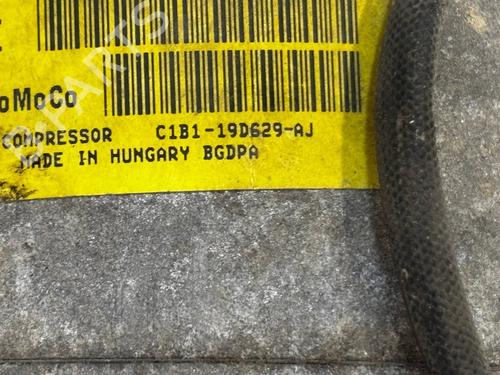 oMoCo
COMPRESSOR C1B1-19D629-AJ
MADE IN HUNGARY BGDPA